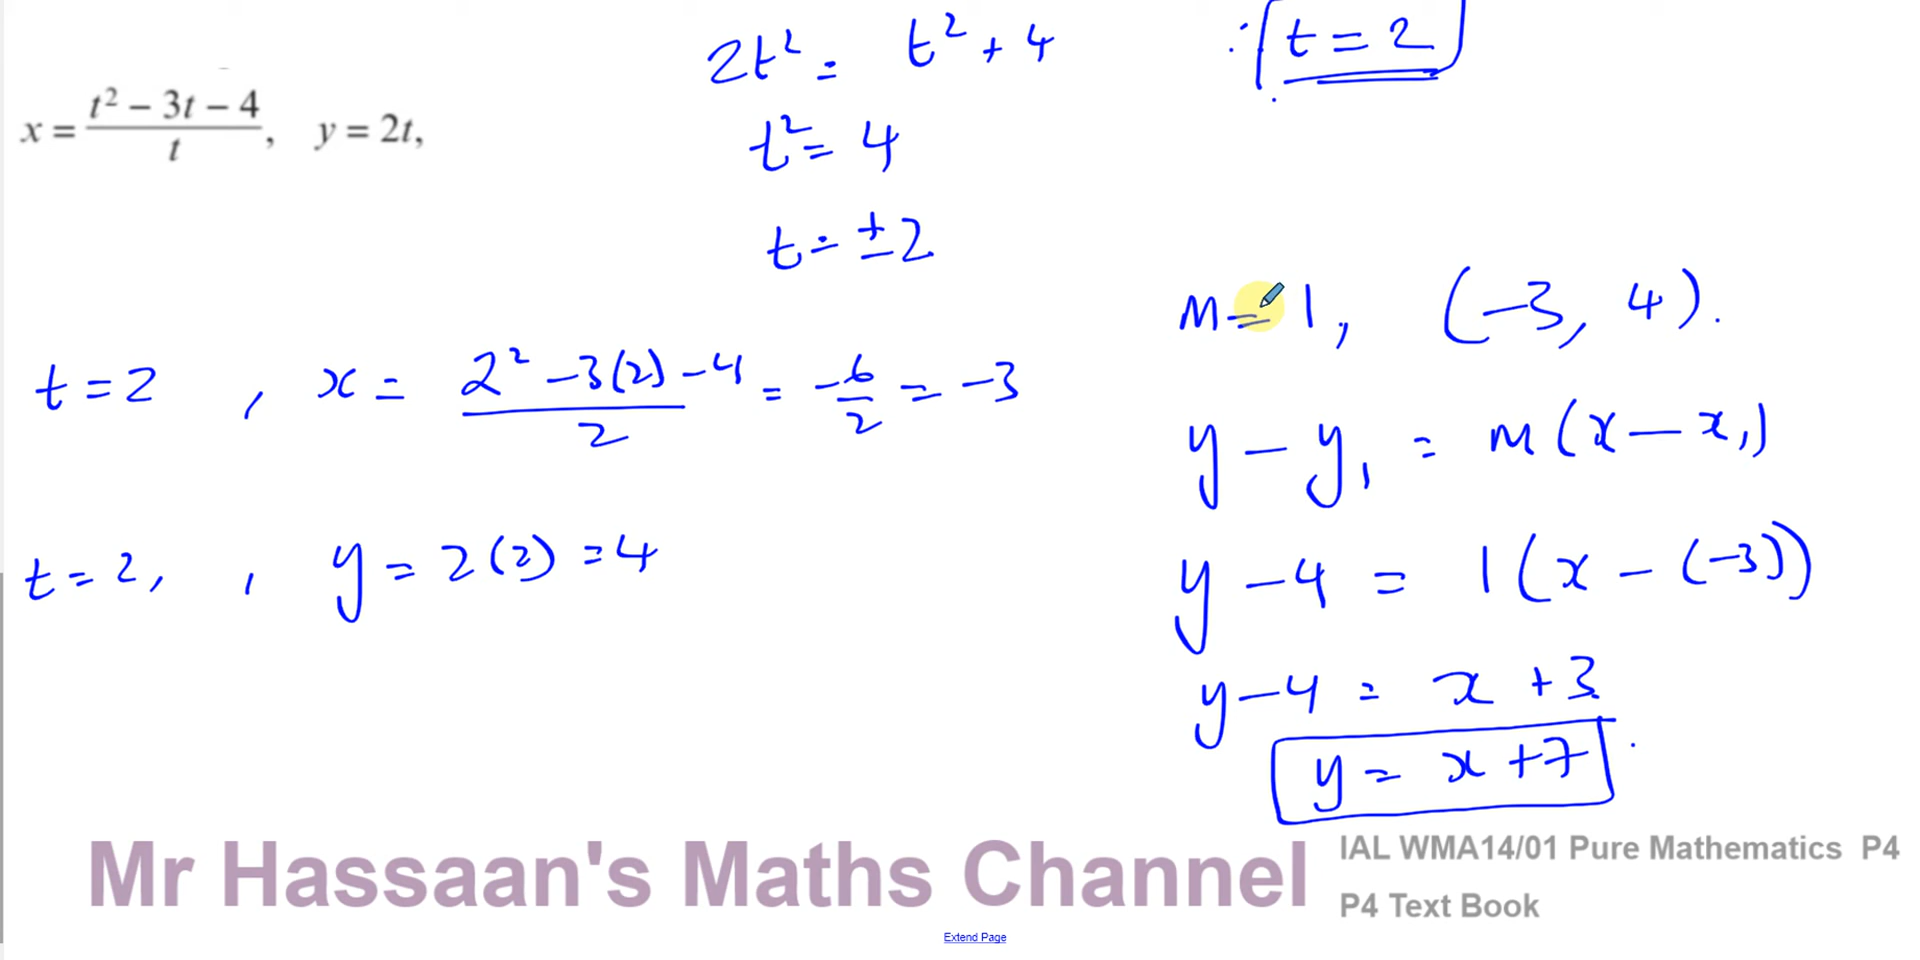 2t² = t² + 4
∴ t = 2
x = (t² − 3t − 4)/t, y = 2t,
t² = 4
t = ±2
m = 1, (−3, 4).
t = 2, x = (2² − 3(2) − 4)/2 = −6/2 = −3
y − y₁ = m(x − x₁)
t = 2, , y = 2(2) = 4
y − 4 = 1(x − (−3))
y − 4 = x + 3
y = x + 7.
Mr Hassaan's Maths Channel
IAL WMA14/01 Pure Mathematics P4
P4 Text Book
Extend Page